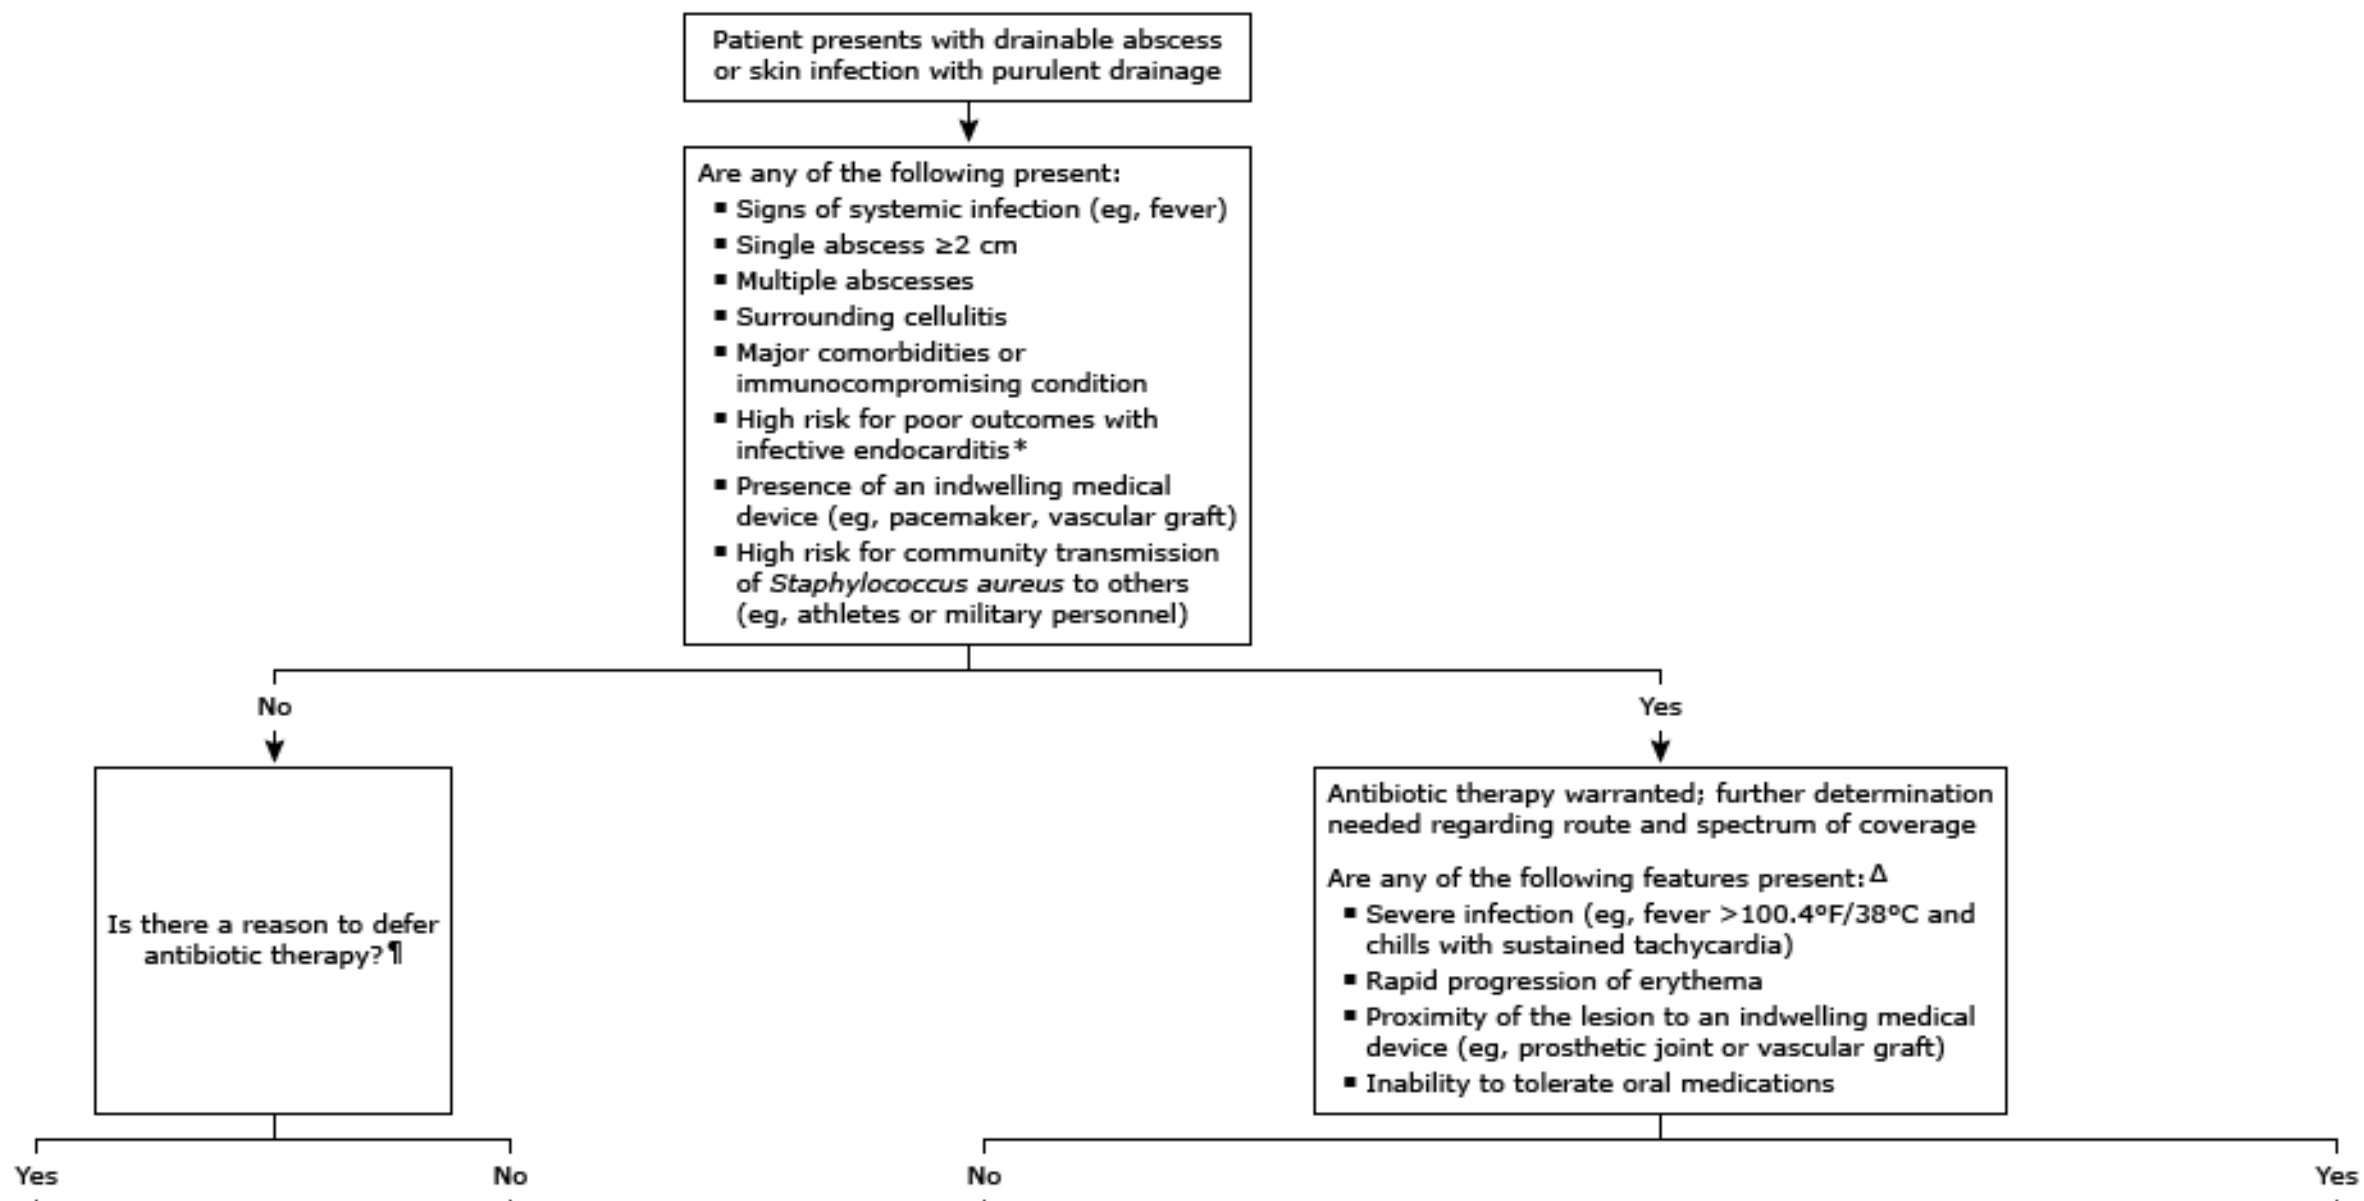 Patient presents with drainable abscess
or skin infection with purulent drainage
Are any of the following present:
▪ Signs of systemic infection (eg, fever)
▪ Single abscess ≥2 cm
▪ Multiple abscesses
▪ Surrounding cellulitis
▪ Major comorbidities or
immunocompromising condition
▪ High risk for poor outcomes with
infective endocarditis*
▪ Presence of an indwelling medical
device (eg, pacemaker, vascular graft)
▪ High risk for community transmission
of Staphylococcus aureus to others
(eg, athletes or military personnel)
No
Yes
Is there a reason to defer
antibiotic therapy?¶
Antibiotic therapy warranted; further determination
needed regarding route and spectrum of coverage
Are any of the following features present:Δ
▪ Severe infection (eg, fever >100.4ºF/38ºC and
chills with sustained tachycardia)
▪ Rapid progression of erythema
▪ Proximity of the lesion to an indwelling medical
device (eg, prosthetic joint or vascular graft)
▪ Inability to tolerate oral medications
Yes
No
No
Yes